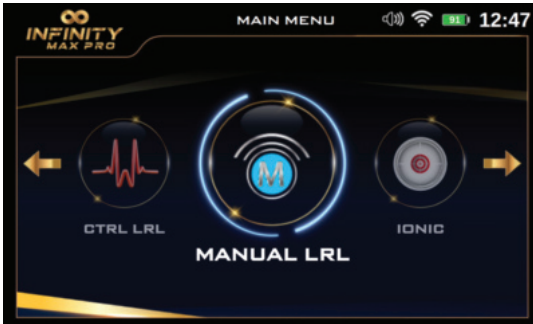 INFINITY
MAX PRO
MAIN MENU
91
12:47
M
CTRL LRL
MANUAL LRL
IONIC